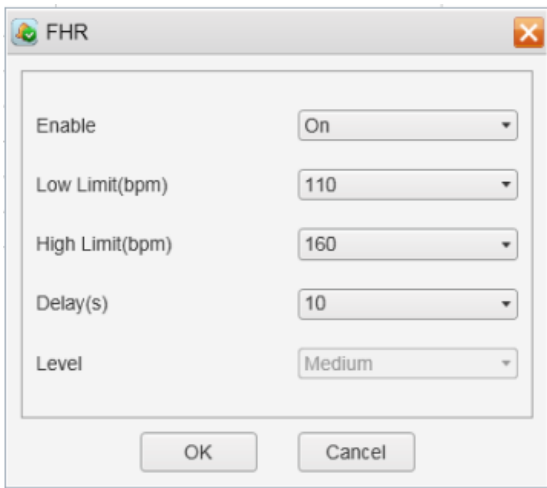 FHR
Enable On
Low Limit(bpm) 110
High Limit(bpm) 160
Delay(s) 10
Level Medium
OK Cancel